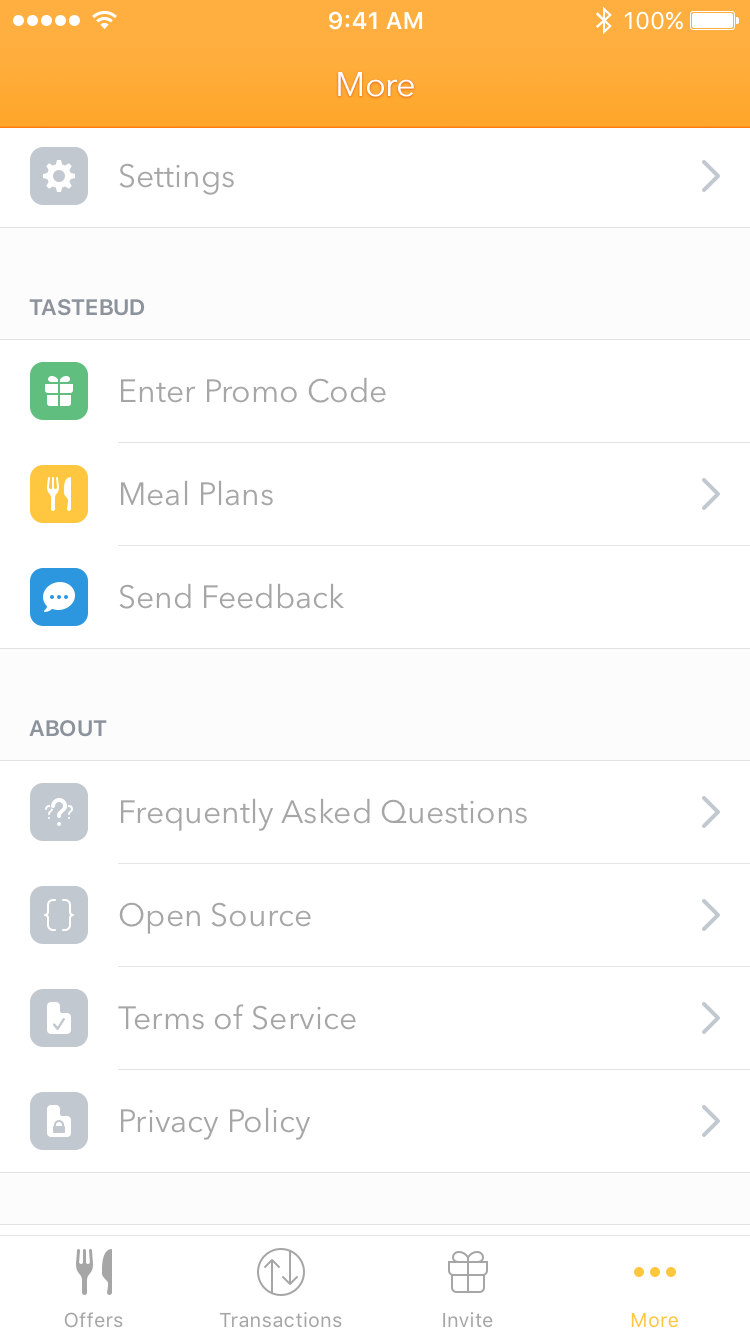 9:41 AM
100%
More
Settings
TASTEBUD
Enter Promo Code
Meal Plans
Send Feedback
ABOUT
Frequently Asked Questions
Open Source
Terms of Service
Privacy Policy
Offers
Transactions
Invite
More